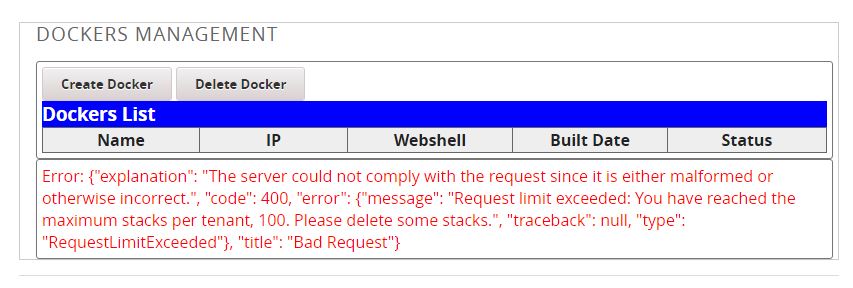 DOCKERS MANAGEMENT
Create Docker Delete Docker
Dockers List
Name IP Webshell Built Date Status
Error: {"explanation": "The server could not comply with the request since it is either malformed or
otherwise incorrect.", "code": 400, "error": {"message": "Request limit exceeded: You have reached the
maximum stacks per tenant, 100. Please delete some stacks.", "traceback": null, "type":
"RequestLimitExceeded"}, "title": "Bad Request"}